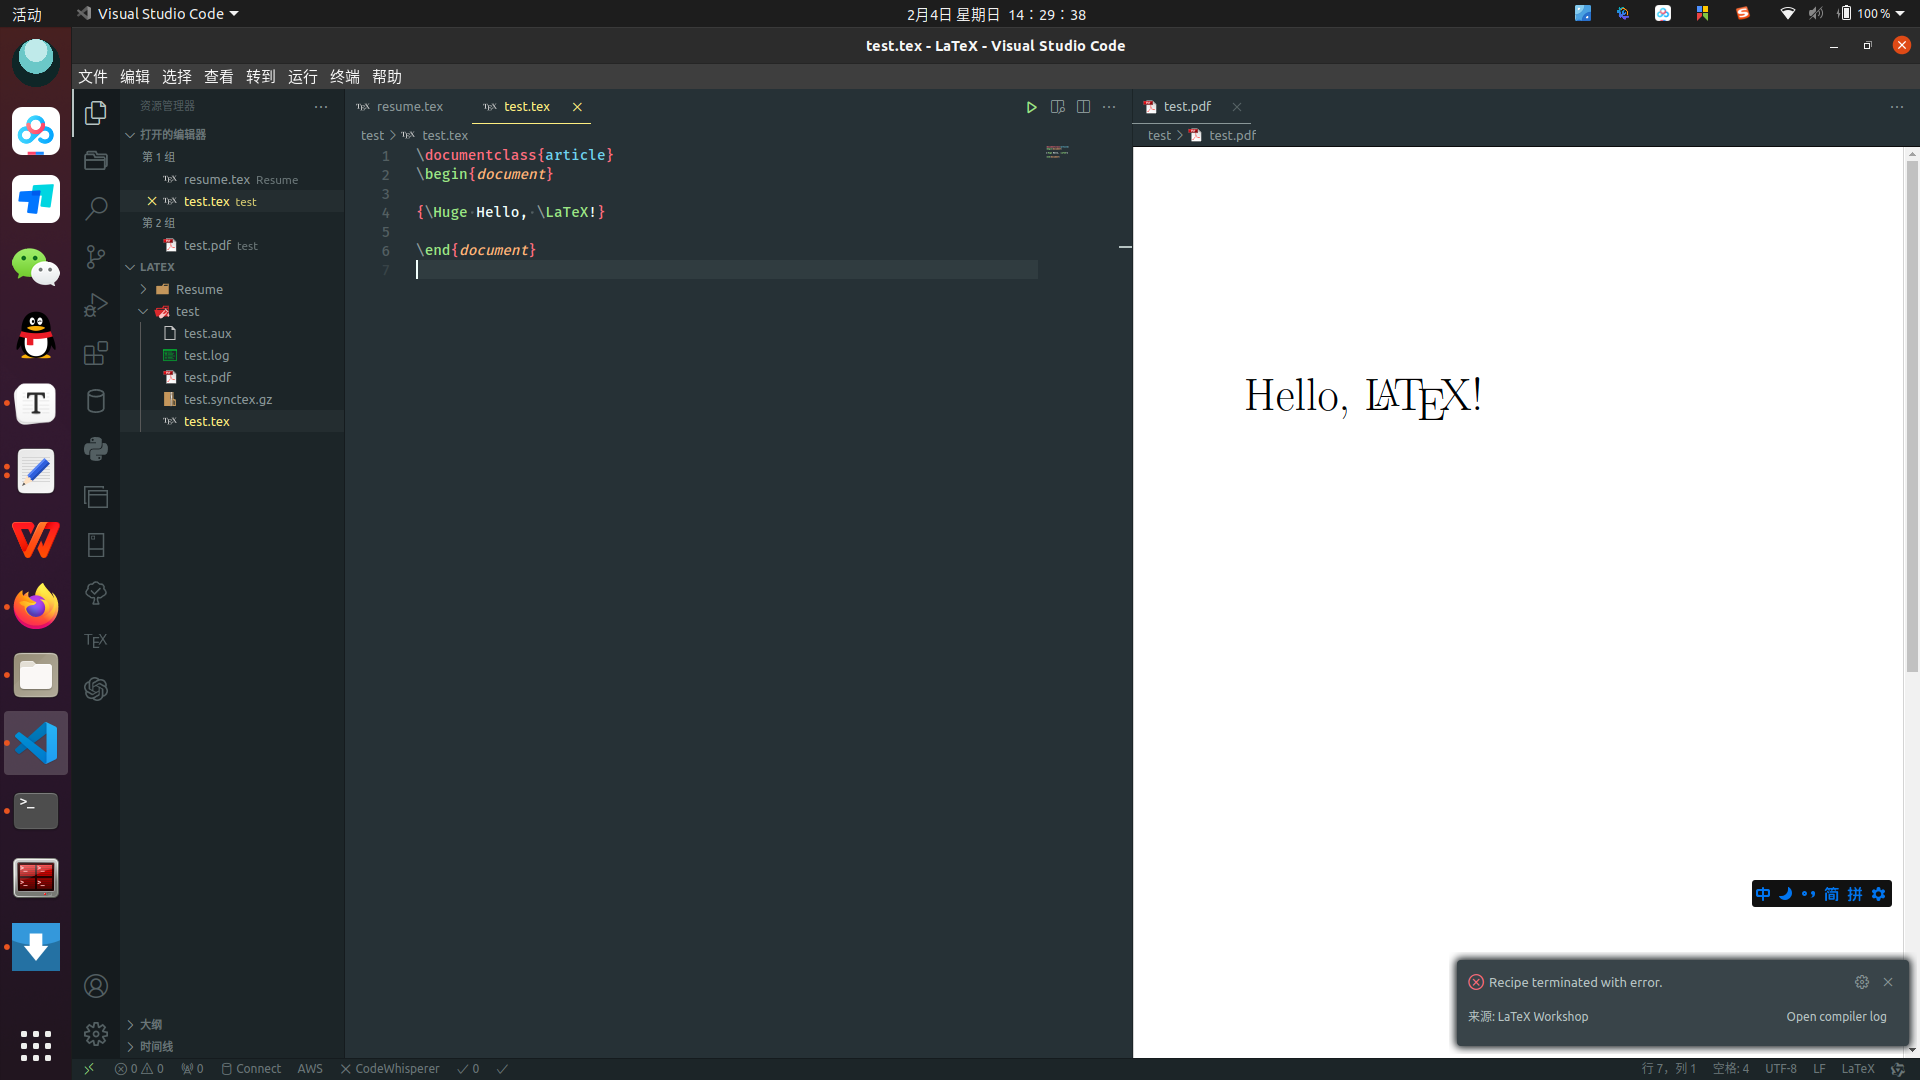 活动
Visual Studio Code
2月4日 星期日 14：29：38
100 %
test.tex - LaTeX - Visual Studio Code
文件 编辑 选择 查看 转到 运行 终端 帮助
资源管理器
打开的编辑器
第 1 组
resume.tex Resume
test.tex test
第 2 组
test.pdf test
LATEX
Resume
test
test.aux
test.log
test.pdf
test.synctex.gz
test.tex
大纲
时间线
TEX resume.tex
TEX test.tex
test > TEX test.tex
1 \documentclass{article}
2 \begin{document}
3
4 {\Huge Hello, \LaTeX!}
5
6 \end{document}
7
test.pdf
test > test.pdf
Hello, LATEX!
中 简 拼
Recipe terminated with error.
来源: LaTeX Workshop
Open compiler log
0 0 0 Connect AWS CodeWhisperer 0
行 7，列 1 空格: 4 UTF-8 LF LaTeX